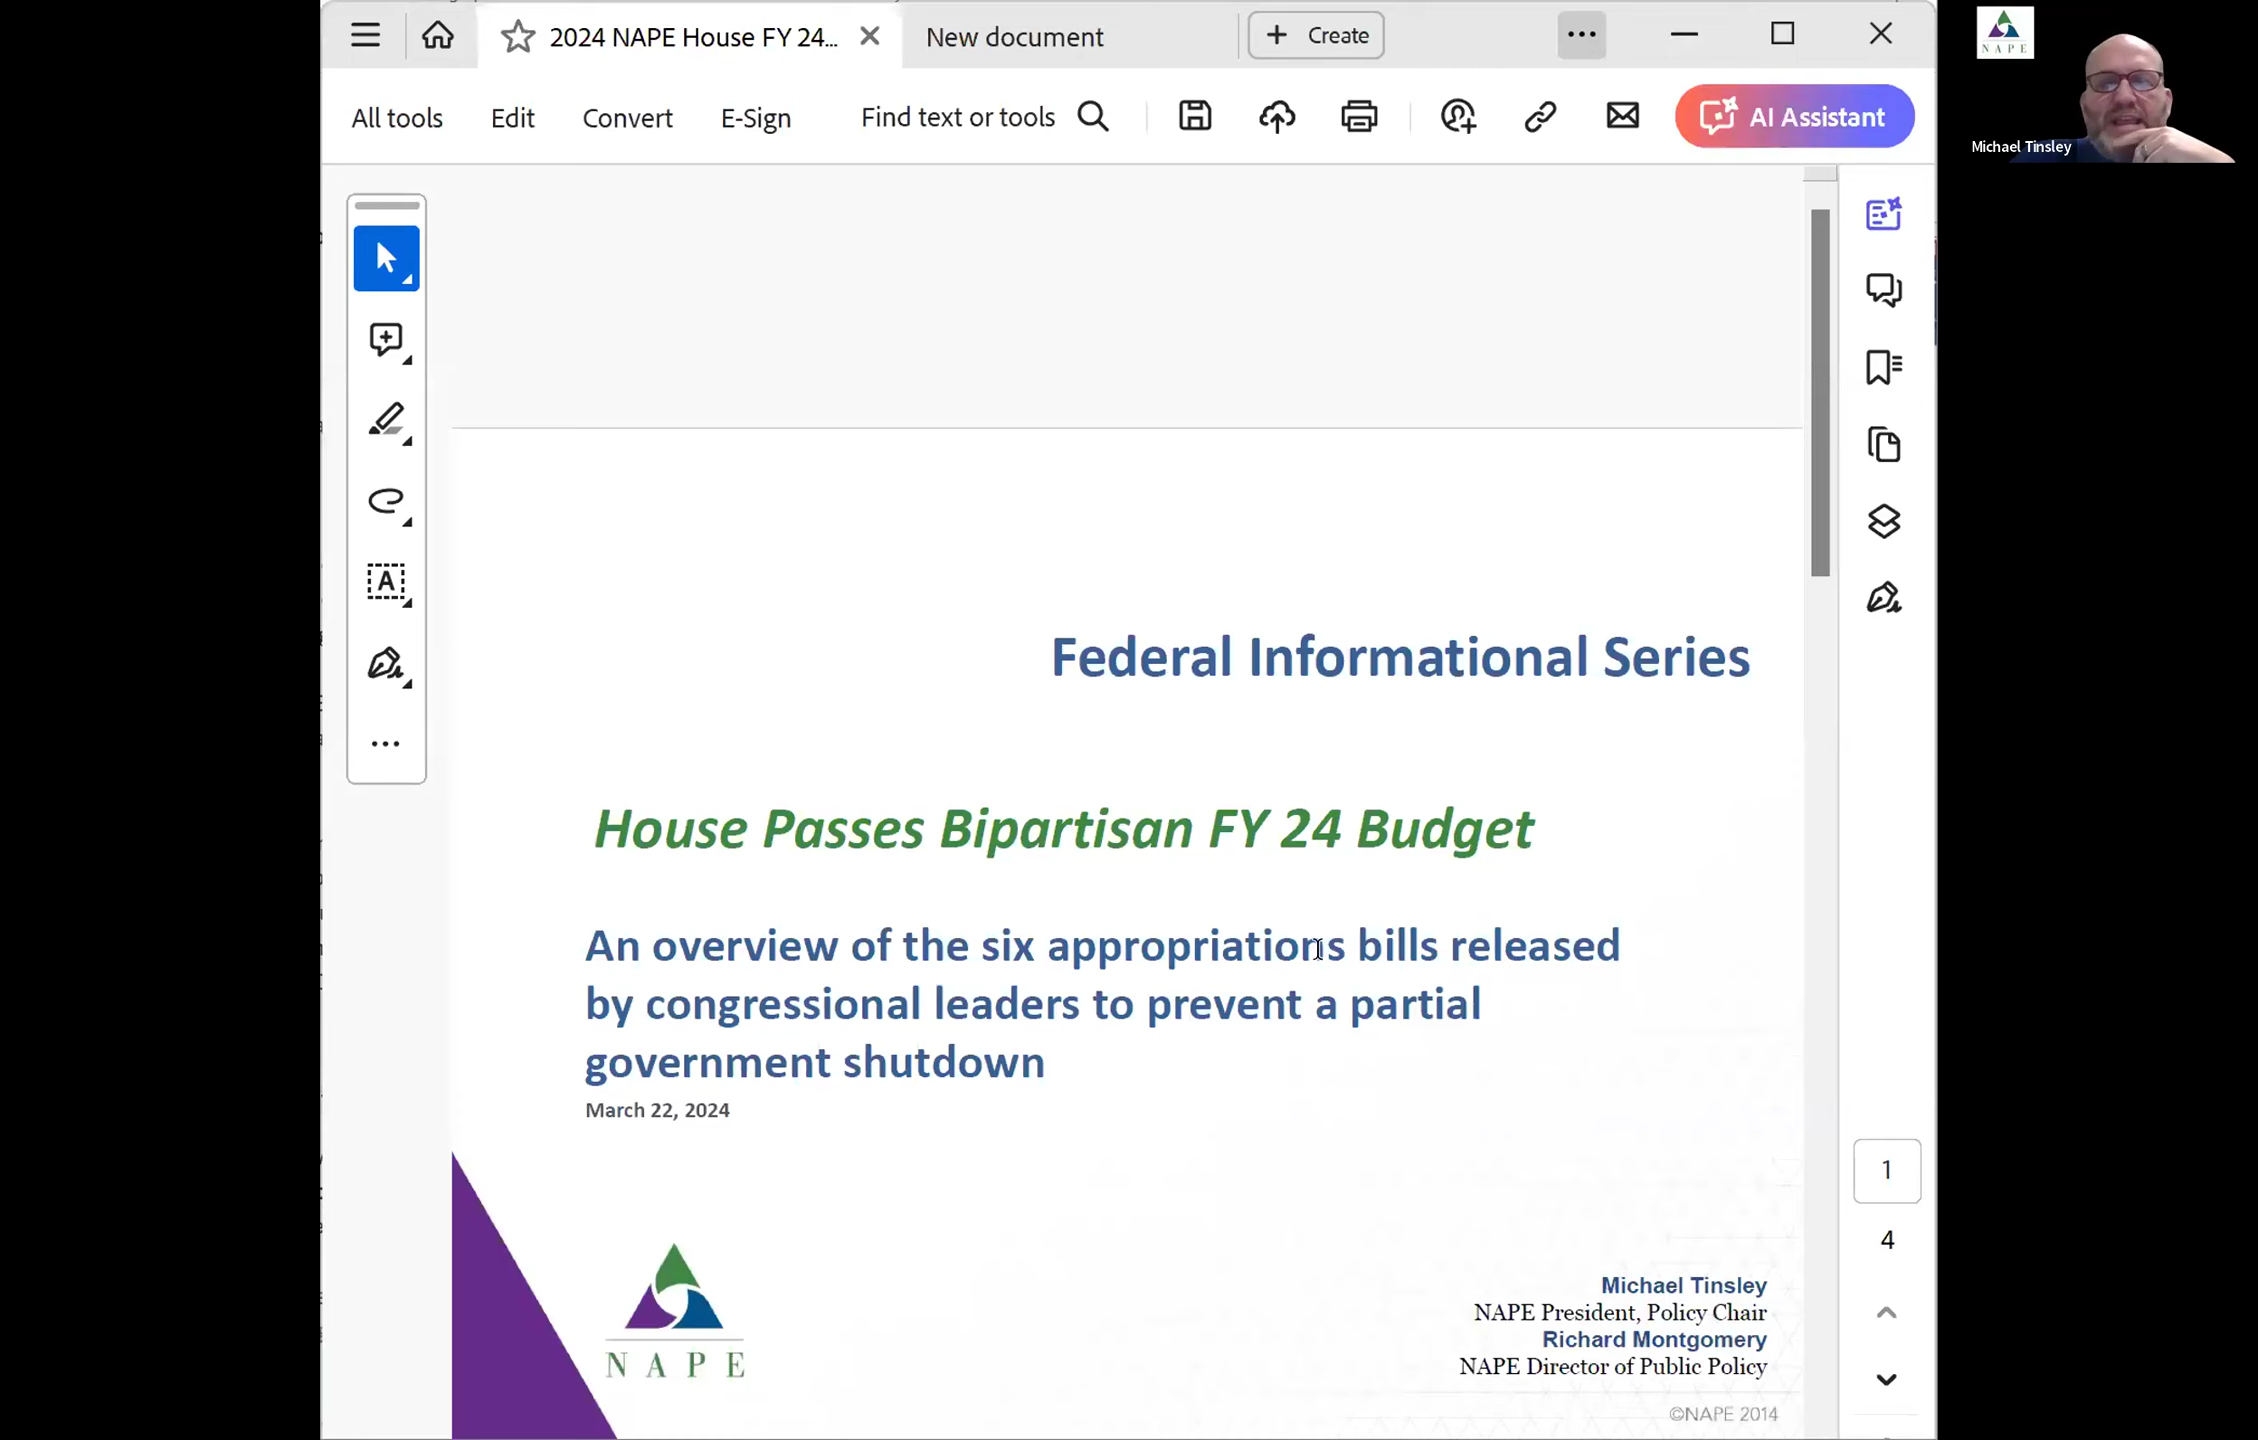 2024 NAPE House FY 24...
New document
Create
All tools
Edit
Convert
E-Sign
Find text or tools
AI Assistant
NAPE
Michael Tinsley
Federal Informational Series
House Passes Bipartisan FY 24 Budget
An overview of the six appropriations bills released
by congressional leaders to prevent a partial
government shutdown
March 22, 2024
NAPE
Michael Tinsley
NAPE President, Policy Chair
Richard Montgomery
NAPE Director of Public Policy
©NAPE 2014
1
4